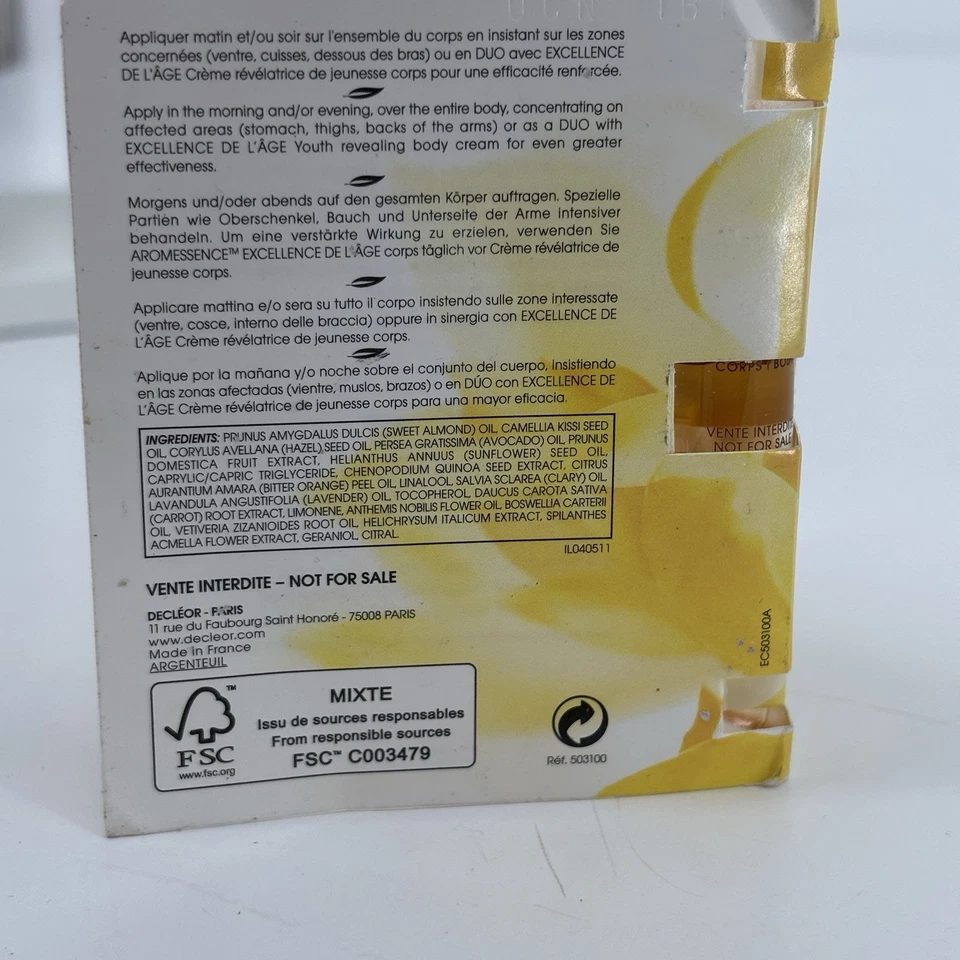 Appliquer matin et/ou soir sur l'ensemble du corps en insistant sur les zones
concernées (ventre, cuisses, dessous des bras) ou en DUO avec EXCELLENCE
DE L'ÂGE Crème révélatrice de jeunesse corps pour une efficacité renforcée.
Apply in the morning and/or evening, over the entire body, concentrating on
affected areas (stomach, thighs, backs of the arms) or as a DUO with
EXCELLENCE DE L'ÂGE Youth revealing body cream for even greater
effectiveness.
Morgens und/oder abends auf den gesamten Körper auftragen. Spezielle
Partien wie Oberschenkel, Bauch und Unterseite der Arme intensiver
behandeln. Um eine verstärkte Wirkung zu erzielen, verwenden Sie
AROMESSENCE™ EXCELLENCE DE L'ÂGE corps täglich vor Crème révélatrice de
jeunesse corps.
Applicare mattina e/o sera su tutto il corpo insistendo sulle zone interessate
(ventre, cosce, interno delle braccia) oppure in sinergia con EXCELLENCE DE
L'ÂGE Crème révélatrice de jeunesse corps.
Aplique por la mañana y/o noche sobre el conjunto del cuerpo, insistiendo
en las zonas afectadas (vientre, muslos, brazos) o en DÚO con EXCELLENCE DE
L'ÂGE Crème révélatrice de jeunesse corps para una mayor eficacia.
INGREDIENTS: PRUNUS AMYGDALUS DULCIS (SWEET ALMOND) OIL, CAMELLIA KISSI SEED
OIL, CORYLUS AVELLANA (HAZEL) SEED OIL, PERSEA GRATISSIMA (AVOCADO) OIL, PRUNUS
DOMESTICA FRUIT EXTRACT, HELIANTHUS ANNUUS (SUNFLOWER) SEED OIL,
CAPRYLIC/CAPRIC TRIGLYCERIDE, CHENOPODIUM QUINOA SEED EXTRACT, CITRUS
AURANTIUM AMARA (BITTER ORANGE) PEEL OIL, LINALOOL, SALVIA SCLAREA (CLARY) OIL,
LAVANDULA ANGUSTIFOLIA (LAVENDER) OIL, TOCOPHEROL, DAUCUS CAROTA SATIVA
(CARROT) ROOT EXTRACT, LIMONENE, ANTHEMIS NOBILIS FLOWER OIL, BOSWELLIA CARTERII
OIL, VETIVERIA ZIZANIOIDES ROOT OIL, HELICHRYSUM ITALICUM EXTRACT, SPILANTHES
ACMELLA FLOWER EXTRACT, GERANIOL, CITRAL.
IL040511
VENTE INTERDITE – NOT FOR SALE
DECLÉOR - PARIS
11 rue du Faubourg Saint Honoré - 75008 PARIS
www.decleor.com
Made in France
ARGENTEUIL
FSC
™
www.fsc.org
MIXTE
Issu de sources responsables
From responsible sources
FSC™ C003479
Réf. 503100
EC503100A
CORPS / BOD
VENTE INTERDIT
NOT FOR SALE